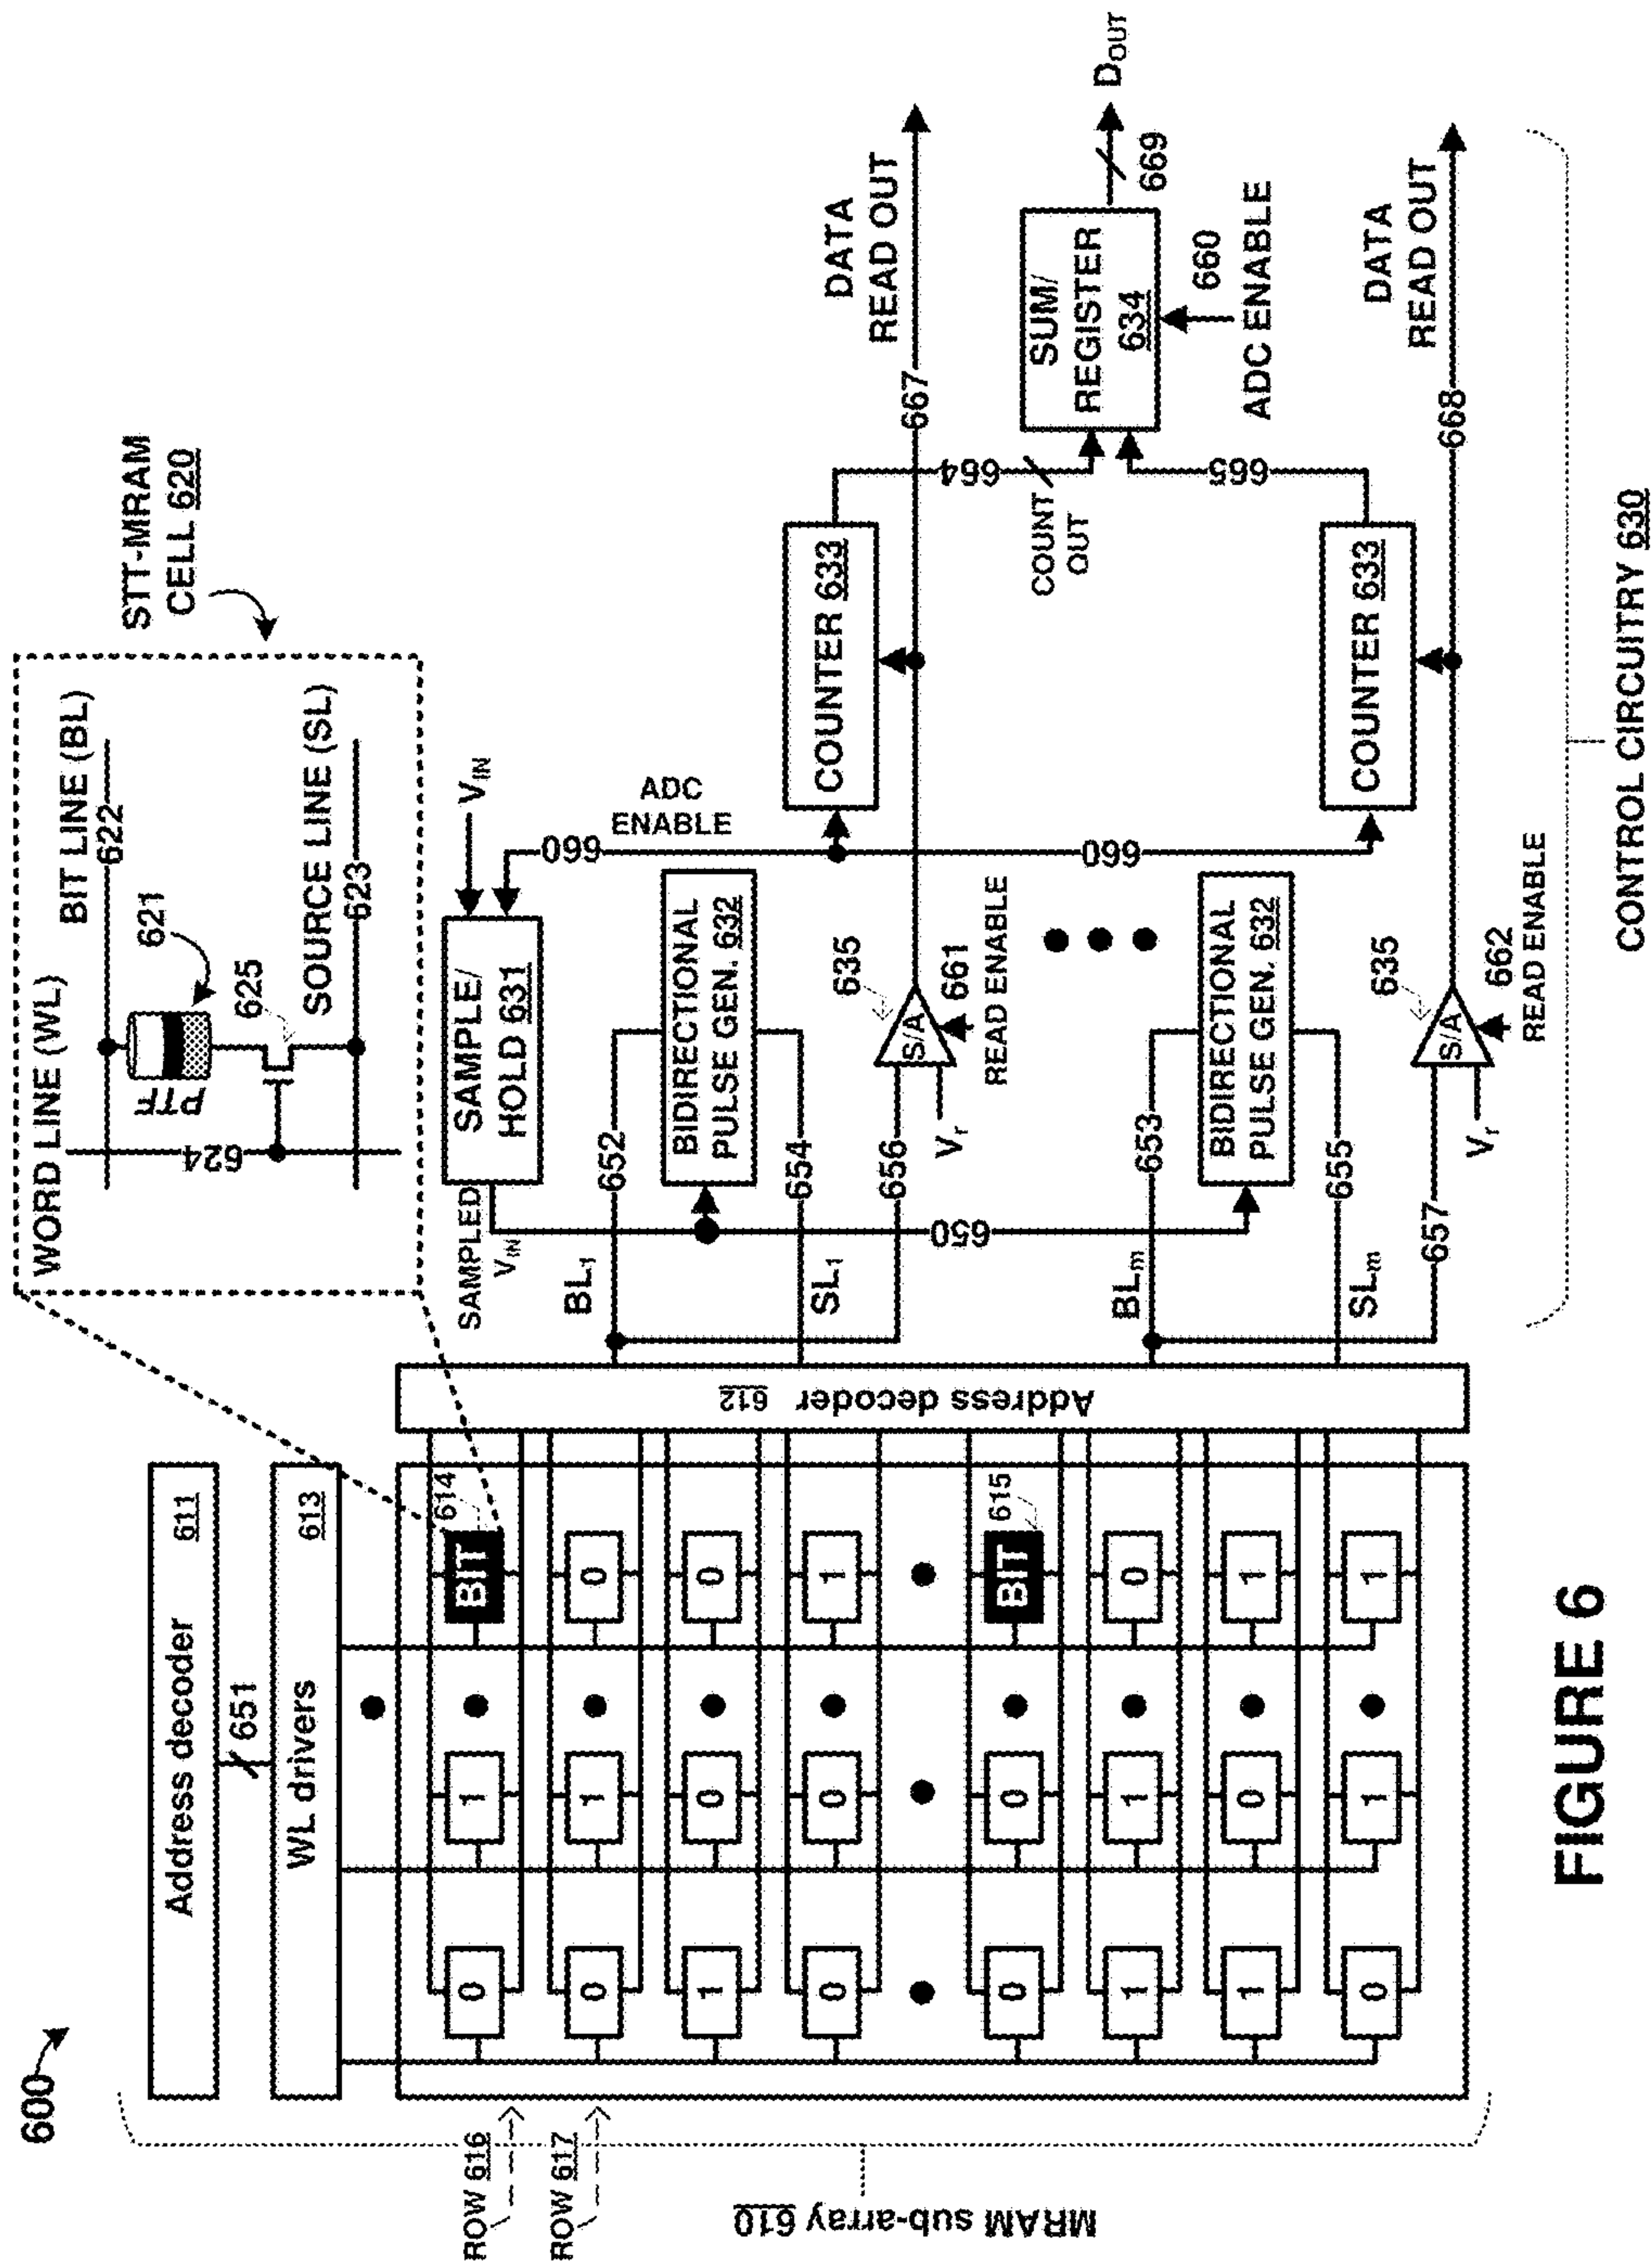 600
Address decoder 611
651
WL drivers 613
ROW 616
ROW 617
MRAM sub-array 610
0
1
BIT
614
0
1
0
1
0
0
0
0
1
0
0
BIT
615
1
1
0
1
0
1
0
1
1
Address decoder 612
STT-MRAM
CELL 620
WORD LINE (WL)
BIT LINE (BL)
622
621
PTF
625
624
SOURCE LINE (SL)
623
SAMPLED
VIN
SAMPLE/
HOLD 631
VIN
660
ADC
ENABLE
BL1
652
BIDIRECTIONAL
PULSE GEN. 632
SL1
654
656
Vr
S/A
635
661
READ ENABLE
650
660
COUNTER 633
664
COUNT
OUT
667
DATA
READ OUT
SUM/
REGISTER
634
669
DOUT
660
ADC ENABLE
665
BLm
653
BIDIRECTIONAL
PULSE GEN. 632
SLm
655
657
Vr
S/A
635
662
READ ENABLE
COUNTER 633
668
DATA
READ OUT
CONTROL CIRCUITRY 630
FIGURE 6